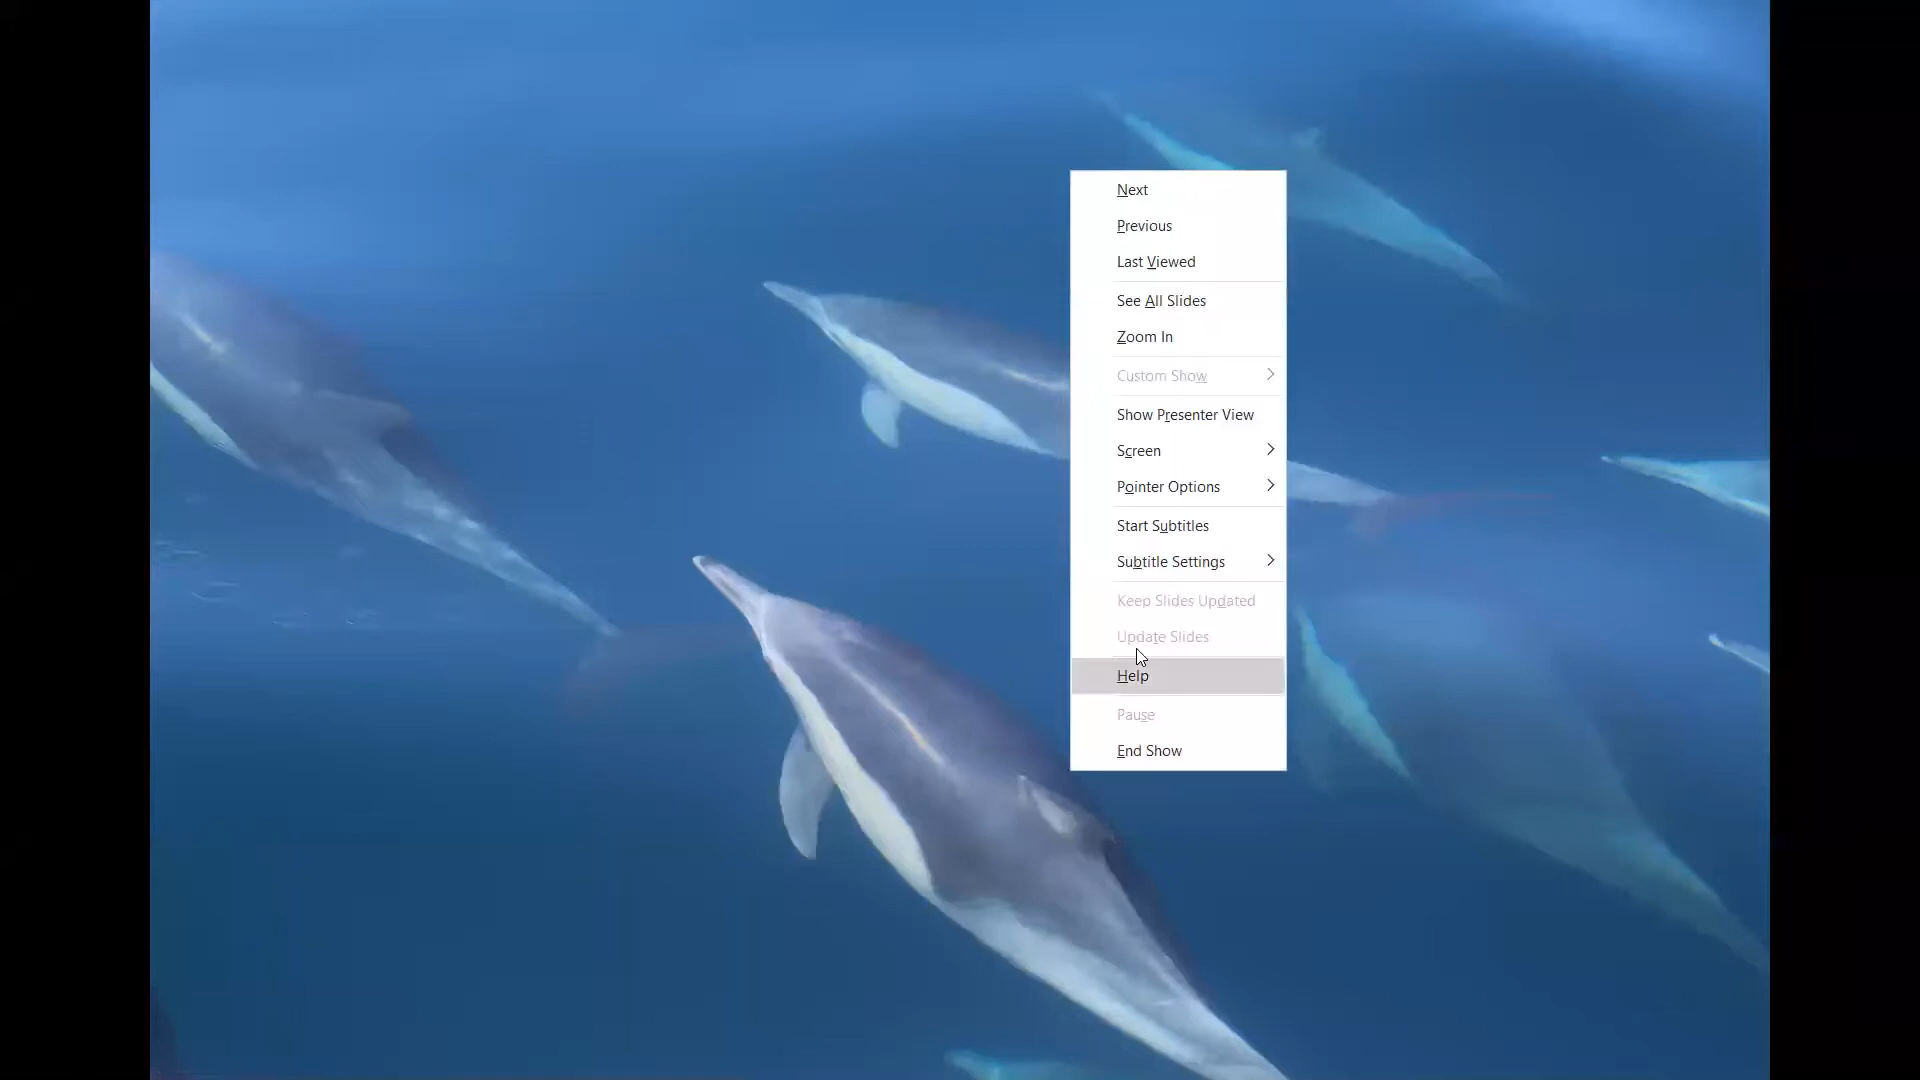 Next
Previous
Last Viewed
See All Slides
Zoom In
Custom Show
Show Presenter View
Screen
Pointer Options
Start Subtitles
Subtitle Settings
Keep Slides Updated
Update Slides
Help
Pause
End Show